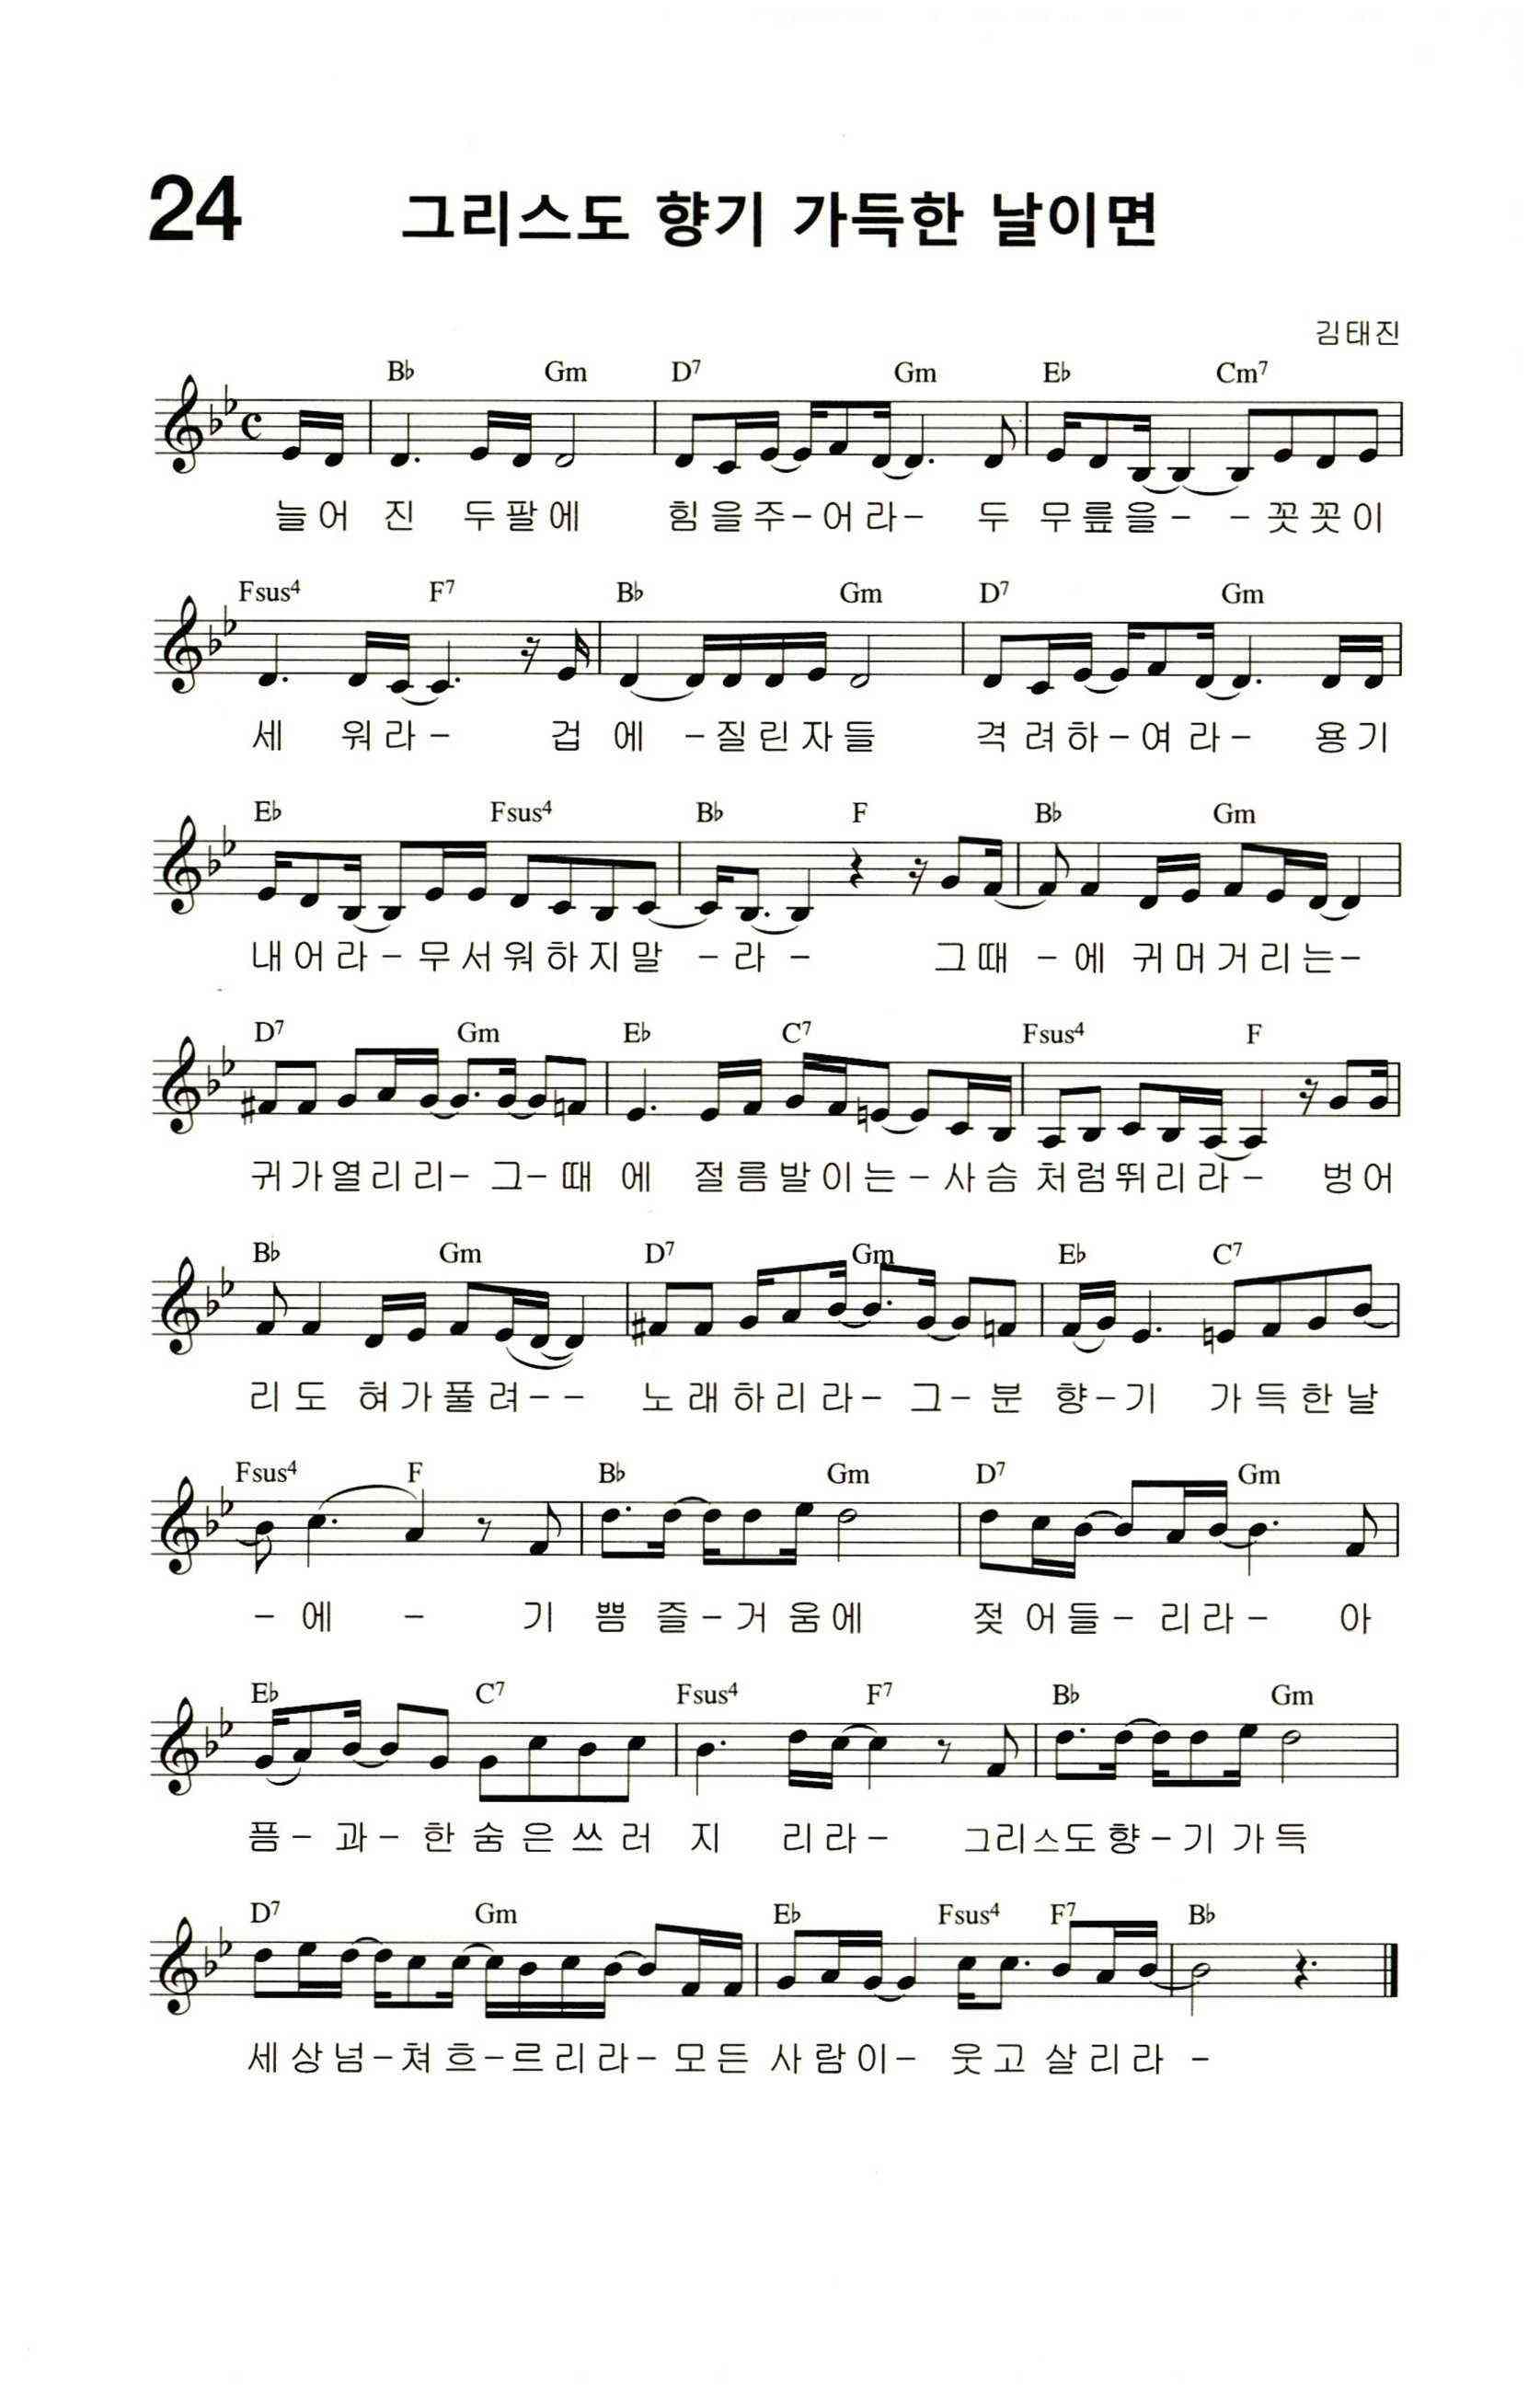 24 그리스도 향기 가득한 날이면
김태진
B♭ Gm D7 Gm E♭ Cm7
늘어 진 두팔에 힘을주-어라- 두 무릎을- -꼿꼿이
Fsus4 F7 B♭ Gm D7 Gm
세 워라- 겁 에 -질린자들 격려하-여라- 용기
E♭ Fsus4 B♭ F B♭ Gm
내어라-무서워하지말 -라- 그때 -에 귀머거리는-
D7 Gm E♭ C7 Fsus4 F
귀가열리리- 그-때 에 절름발이는-사슴 처럼뛰리라- 벙어
B♭ Gm D7 Gm E♭ C7
리도 혀가풀려-- 노래하리라- 그-분 향-기 가득한날
Fsus4 F B♭ Gm D7 Gm
-에 - 기 쁨 즐-거움에 젖어들-리라- 아
E♭ C7 Fsus4 F7 B♭ Gm
픔-과-한숨은쓰러 지 리라- 그리스도향-기가득
D7 Gm E♭ Fsus4 F7 B♭
세상넘-쳐흐-르리라-모든 사람이- 웃고 살리라 -